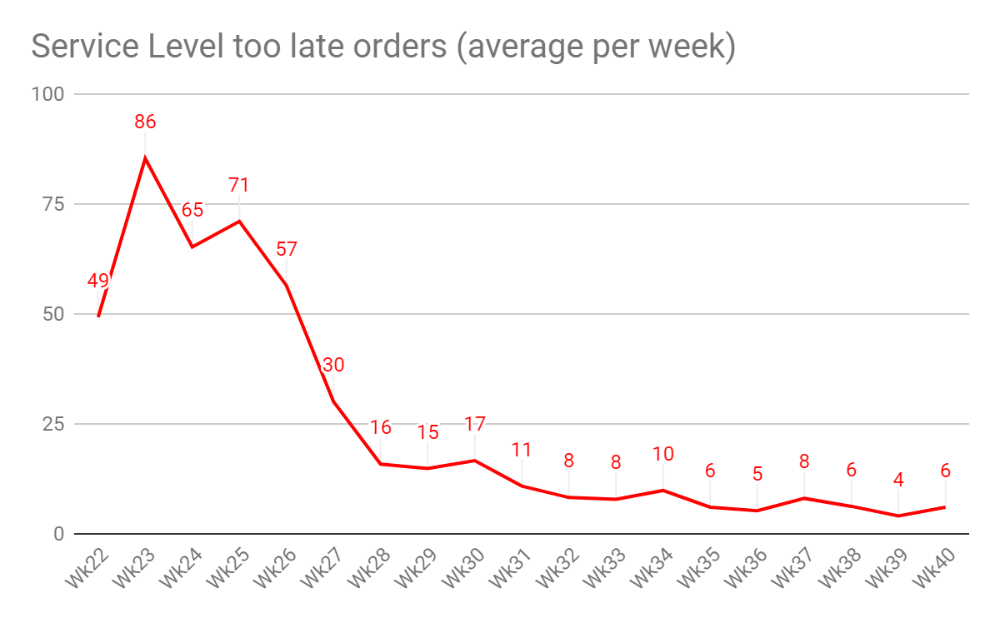 Service Level too late orders (average per week)
100
86
71
75
65
57
49
50
30
25
16
15
17
11
8
8
10
6
5
8
6
4
6
0
Wk22
Wk23
Wk24
Wk25
Wk26
Wk27
Wk28
Wk29
Wk30
Wk31
Wk32
Wk33
Wk34
Wk35
Wk36
Wk37
Wk38
Wk39
Wk40